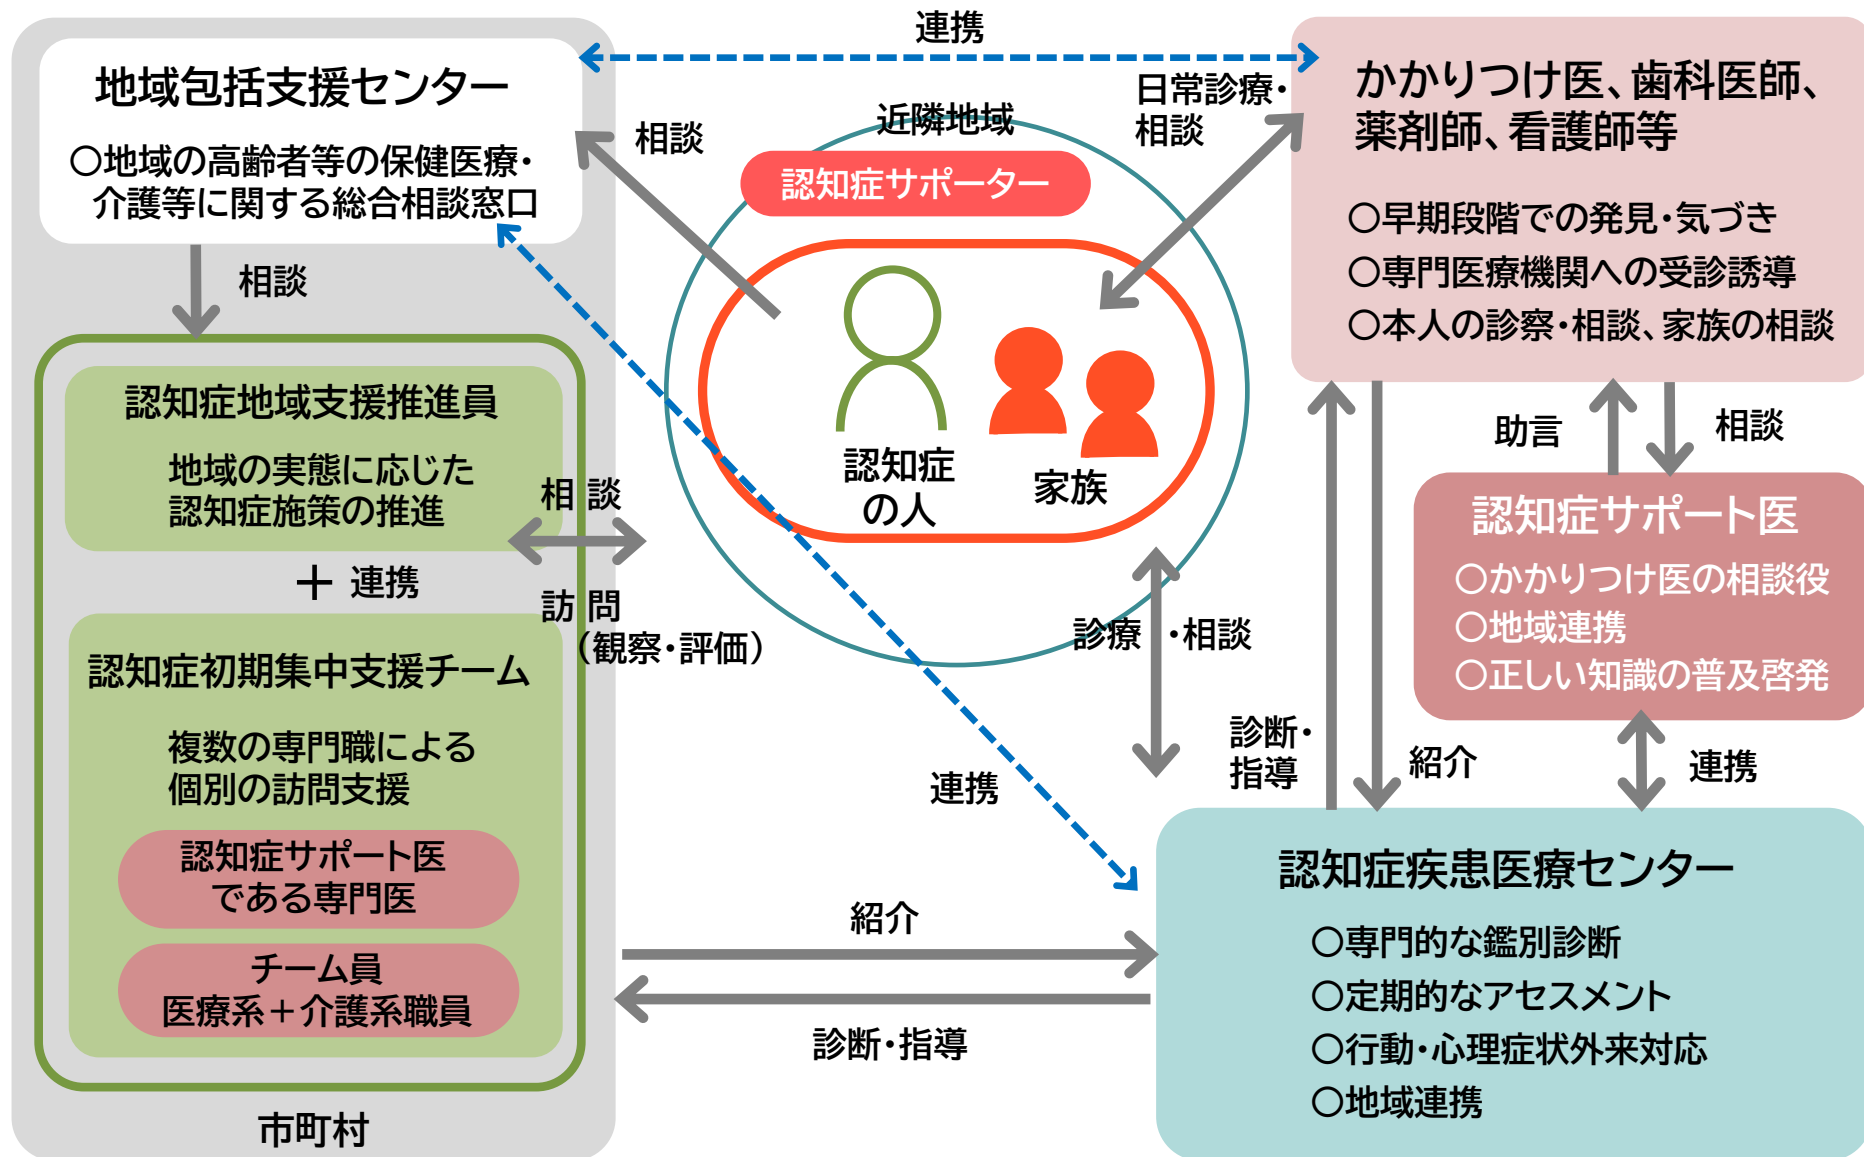 地域包括支援センター
〇地域の高齢者等の保健医療・
介護等に関する総合相談窓口
相談
認知症地域支援推進員
地域の実態に応じた
認知症施策の推進
＋ 連携
認知症初期集中支援チーム
複数の専門職による
個別の訪問支援
認知症サポート医
である専門医
チーム員
医療系＋介護系職員
市町村
連携
相談
近隣地域
認知症サポーター
認知症
の人
家族
日常診療・
相談
相 談
訪 問
（観察・評価）
診療 ・相談
連携
紹介
診断・指導
かかりつけ医、歯科医師、
薬剤師、看護師等
〇早期段階での発見・気づき
〇専門医療機関への受診誘導
〇本人の診察・相談、家族の相談
助言
相談
認知症サポート医
〇かかりつけ医の相談役
〇地域連携
〇正しい知識の普及啓発
診断・
指導
紹介
連携
認知症疾患医療センター
〇専門的な鑑別診断
〇定期的なアセスメント
〇行動・心理症状外来対応
〇地域連携